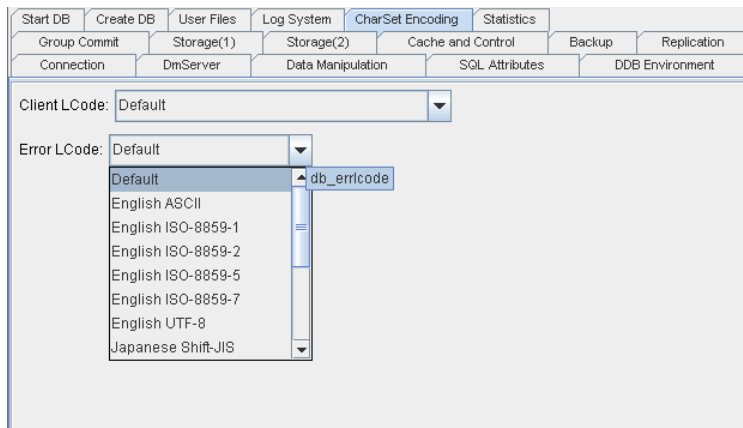 Start DB Create DB User Files Log System CharSet Encoding Statistics
Group Commit Storage(1) Storage(2) Cache and Control Backup Replication
Connection DmServer Data Manipulation SQL Attributes DDB Environment
Client LCode: Default
Error LCode: Default
Default db_errlcode
English ASCII
English ISO-8859-1
English ISO-8859-2
English ISO-8859-5
English ISO-8859-7
English UTF-8
Japanese Shift-JIS